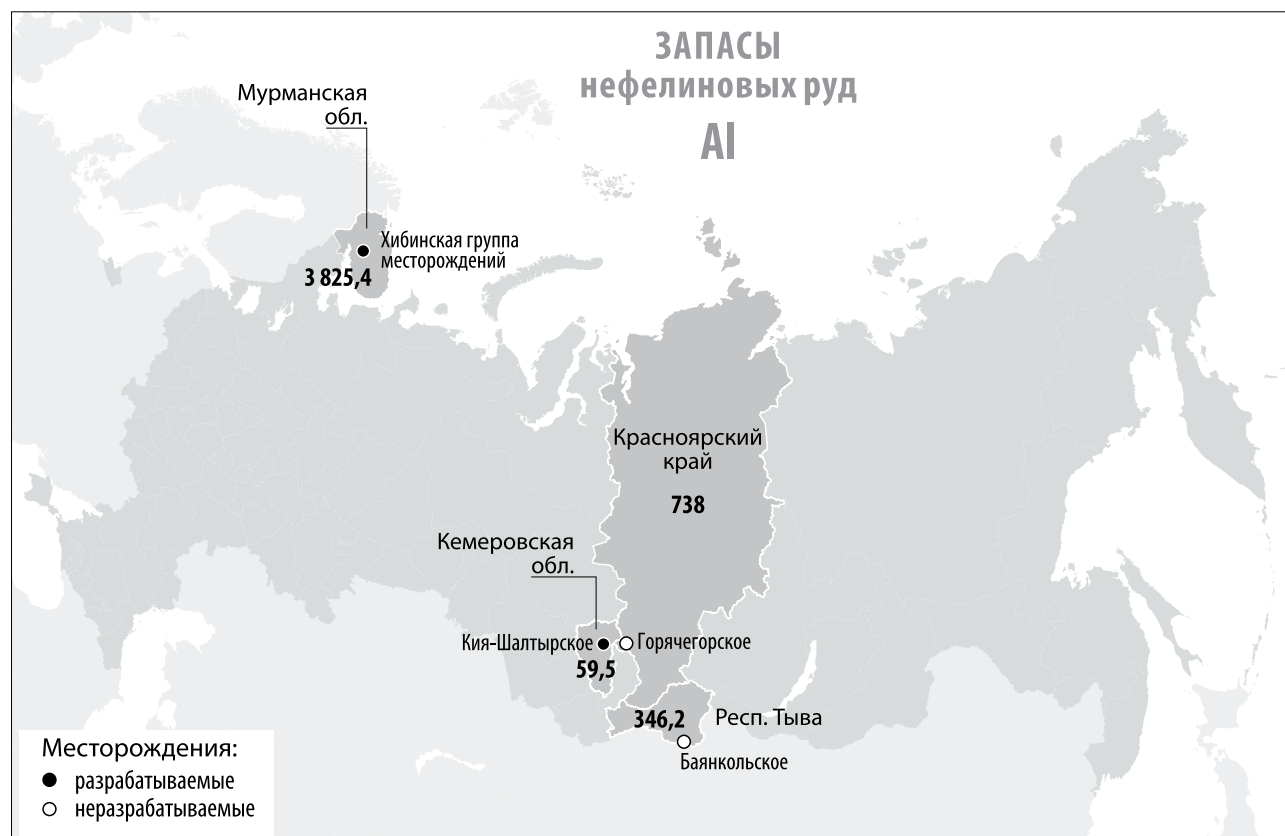 ЗАПАСЫ
нефелиновых руд
Al
Мурманская
обл.
Хибинская группа
месторождений
3 825,4
Красноярский
край
738
Кемеровская
обл.
Кия-Шалтырское
Горячегорское
59,5
346,2
Респ. Тыва
Баянкольское
Месторождения:
разрабатываемые
неразрабатываемые